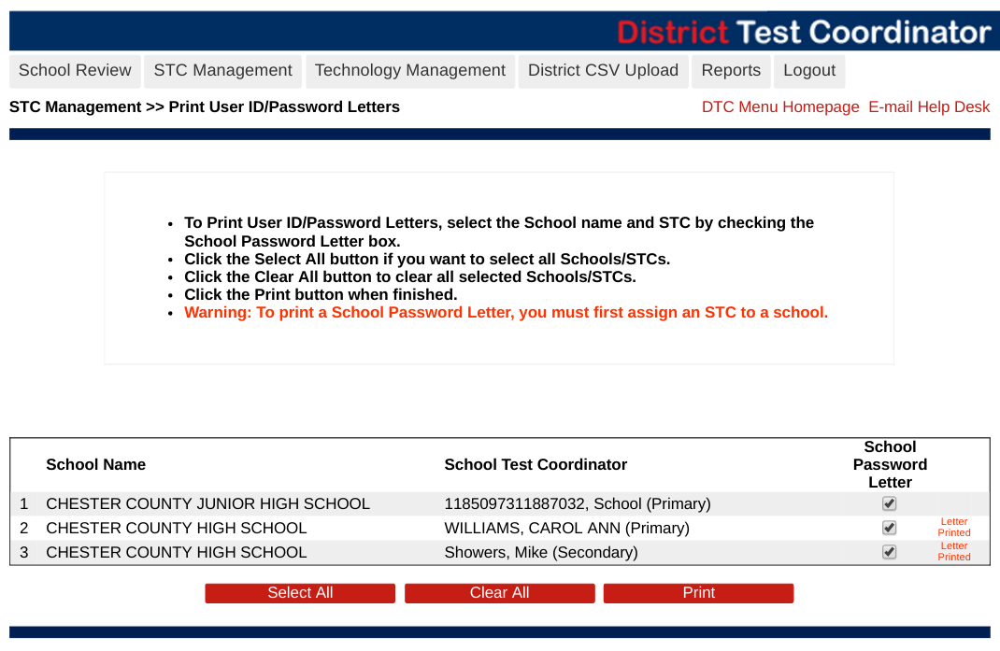 District Test Coordinator
School Review STC Management Technology Management District CSV Upload Reports Logout
STC Management >> Print User ID/Password Letters DTC Menu Homepage E-mail Help Desk
• To Print User ID/Password Letters, select the School name and STC by checking the
School Password Letter box.
• Click the Select All button if you want to select all Schools/STCs.
• Click the Clear All button to clear all selected Schools/STCs.
• Click the Print button when finished.
• Warning: To print a School Password Letter, you must first assign an STC to a school.
School Name School Test Coordinator School
Password
Letter
1 CHESTER COUNTY JUNIOR HIGH SCHOOL 1185097311887032, School (Primary)
2 CHESTER COUNTY HIGH SCHOOL WILLIAMS, CAROL ANN (Primary) Letter
Printed
3 CHESTER COUNTY HIGH SCHOOL Showers, Mike (Secondary) Letter
Printed
Select All Clear All Print